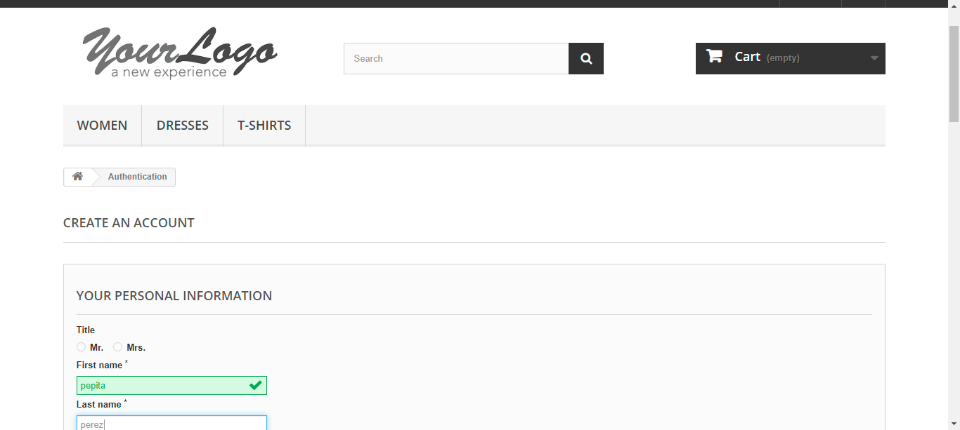 YourLogo
a new experience
Search
Cart (empty)
WOMEN DRESSES T-SHIRTS
Authentication
CREATE AN ACCOUNT
YOUR PERSONAL INFORMATION
Title
Mr. Mrs.
First name *
pepita
Last name *
perez